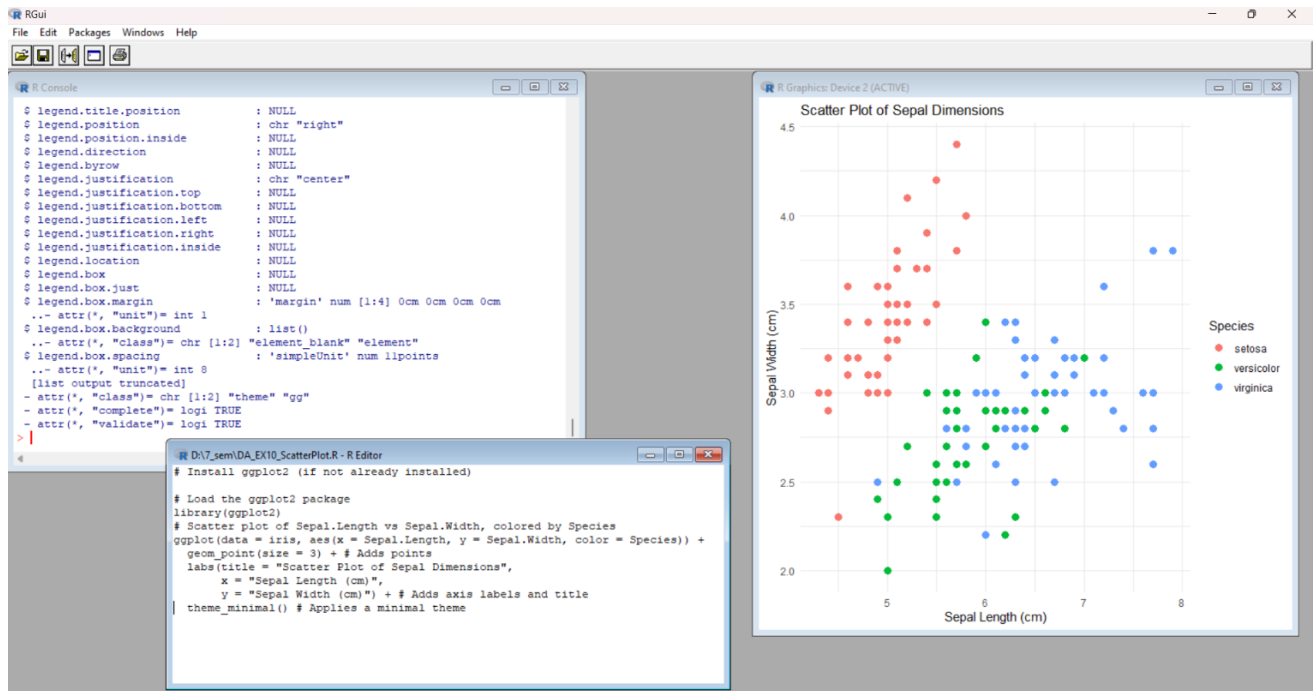 RGui
File Edit Packages Windows Help
R Console
$ legend.title.position : NULL
$ legend.position : chr "right"
$ legend.position.inside : NULL
$ legend.direction : NULL
$ legend.byrow : NULL
$ legend.justification : chr "center"
$ legend.justification.top : NULL
$ legend.justification.bottom : NULL
$ legend.justification.left : NULL
$ legend.justification.right : NULL
$ legend.justification.inside : NULL
$ legend.location : NULL
$ legend.box : NULL
$ legend.box.just : NULL
$ legend.box.margin : 'margin' num [1:4] 0cm 0cm 0cm 0cm
..- attr(*, "unit")= int 1
$ legend.box.background : list()
..- attr(*, "class")= chr [1:2] "element_blank" "element"
$ legend.box.spacing : 'simpleUnit' num 11points
..- attr(*, "unit")= int 8
[list output truncated]
- attr(*, "class")= chr [1:2] "theme" "gg"
- attr(*, "complete")= logi TRUE
- attr(*, "validate")= logi TRUE
>
D:\7_sem\DA_EX10_ScatterPlot.R - R Editor
# Install ggplot2 (if not already installed)
# Load the ggplot2 package
library(ggplot2)
# Scatter plot of Sepal.Length vs Sepal.Width, colored by Species
ggplot(data = iris, aes(x = Sepal.Length, y = Sepal.Width, color = Species)) +
geom_point(size = 3) + # Adds points
labs(title = "Scatter Plot of Sepal Dimensions",
x = "Sepal Length (cm)",
y = "Sepal Width (cm)") + # Adds axis labels and title
theme_minimal() # Applies a minimal theme
R Graphics: Device 2 (ACTIVE)
Scatter Plot of Sepal Dimensions
4.5
4.0
3.5
3.0
2.5
2.0
Sepal Width (cm)
5 6 7 8
Sepal Length (cm)
Species
setosa
versicolor
virginica